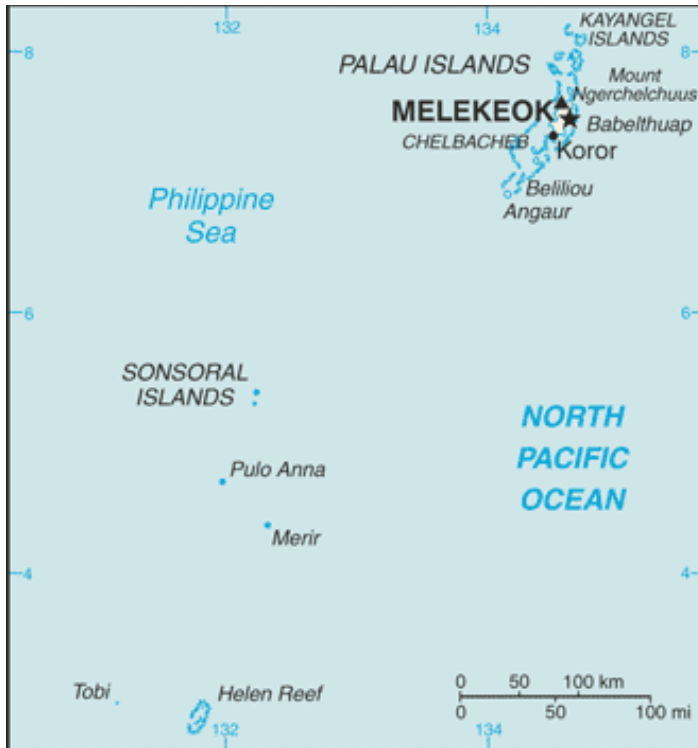 132
134
KAYANGEL
ISLANDS
8
8
PALAU ISLANDS
Mount
Ngerchelchuus
MELEKEOK
Babelthuap
CHELBACHEB
Koror
Beliliou
Angaur
Philippine
Sea
6
6
SONSORAL
ISLANDS
NORTH
PACIFIC
OCEAN
Pulo Anna
Merir
4
4
0 50 100 km
0 50 100 mi
Tobi
Helen Reef
132
134